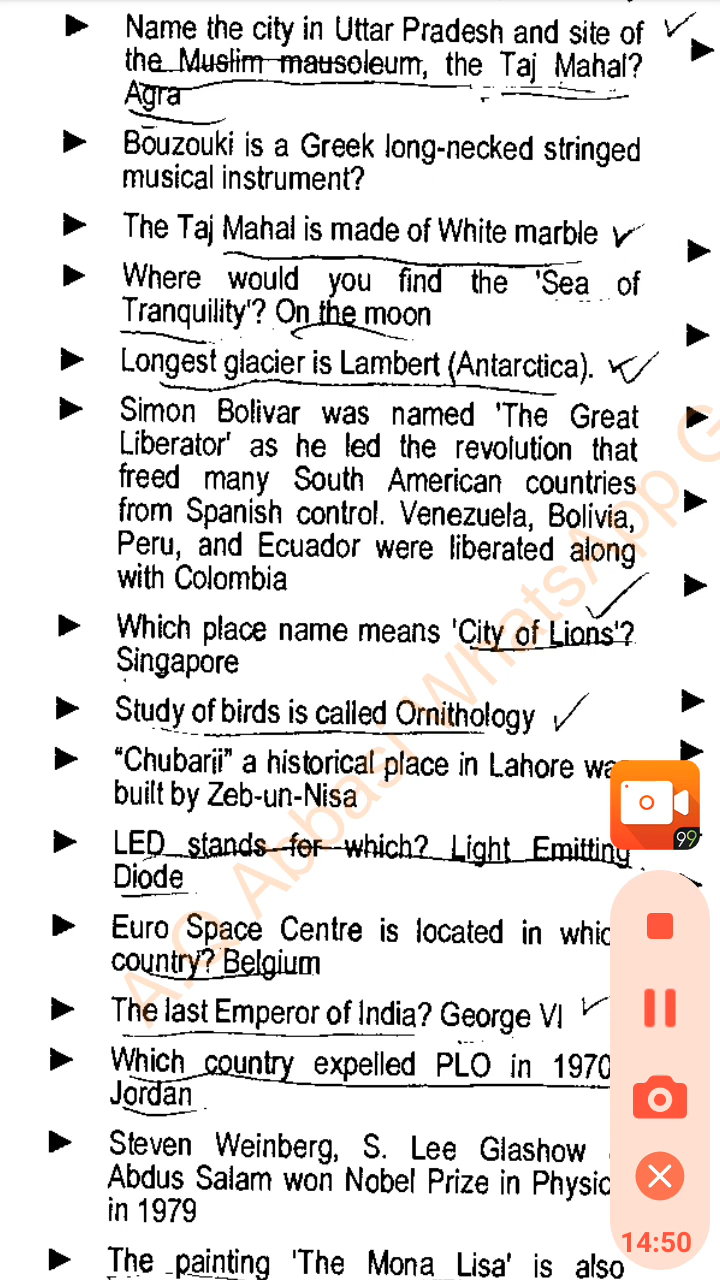 Name the city in Uttar Pradesh and site of
the Muslim mausoleum, the Taj Mahal?
Agra
Bouzouki is a Greek long-necked stringed
musical instrument?
The Taj Mahal is made of White marble
Where would you find the 'Sea of
Tranquility'? On the moon
Longest glacier is Lambert (Antarctica).
Simon Bolivar was named 'The Great
Liberator' as he led the revolution that
freed many South American countries
from Spanish control. Venezuela, Bolivia,
Peru, and Ecuador were liberated along
with Colombia
Which place name means 'City of Lions'?
Singapore
Study of birds is called Ornithology
"Chubarji" a historical place in Lahore
built by Zeb-un-Nisa
LED stands for which? Light Emitting
Diode
Euro Space Centre is located in
country? Belgium
The last Emperor of India? George VI
Which country expelled PLO in 1970
Jordan
Steven Weinberg, S. Lee Glashow
Abdus Salam won Nobel Prize in
in 1979
The painting 'The Mona Lisa' is also
A.Q Abbasi WhatsApp G
99
14:50